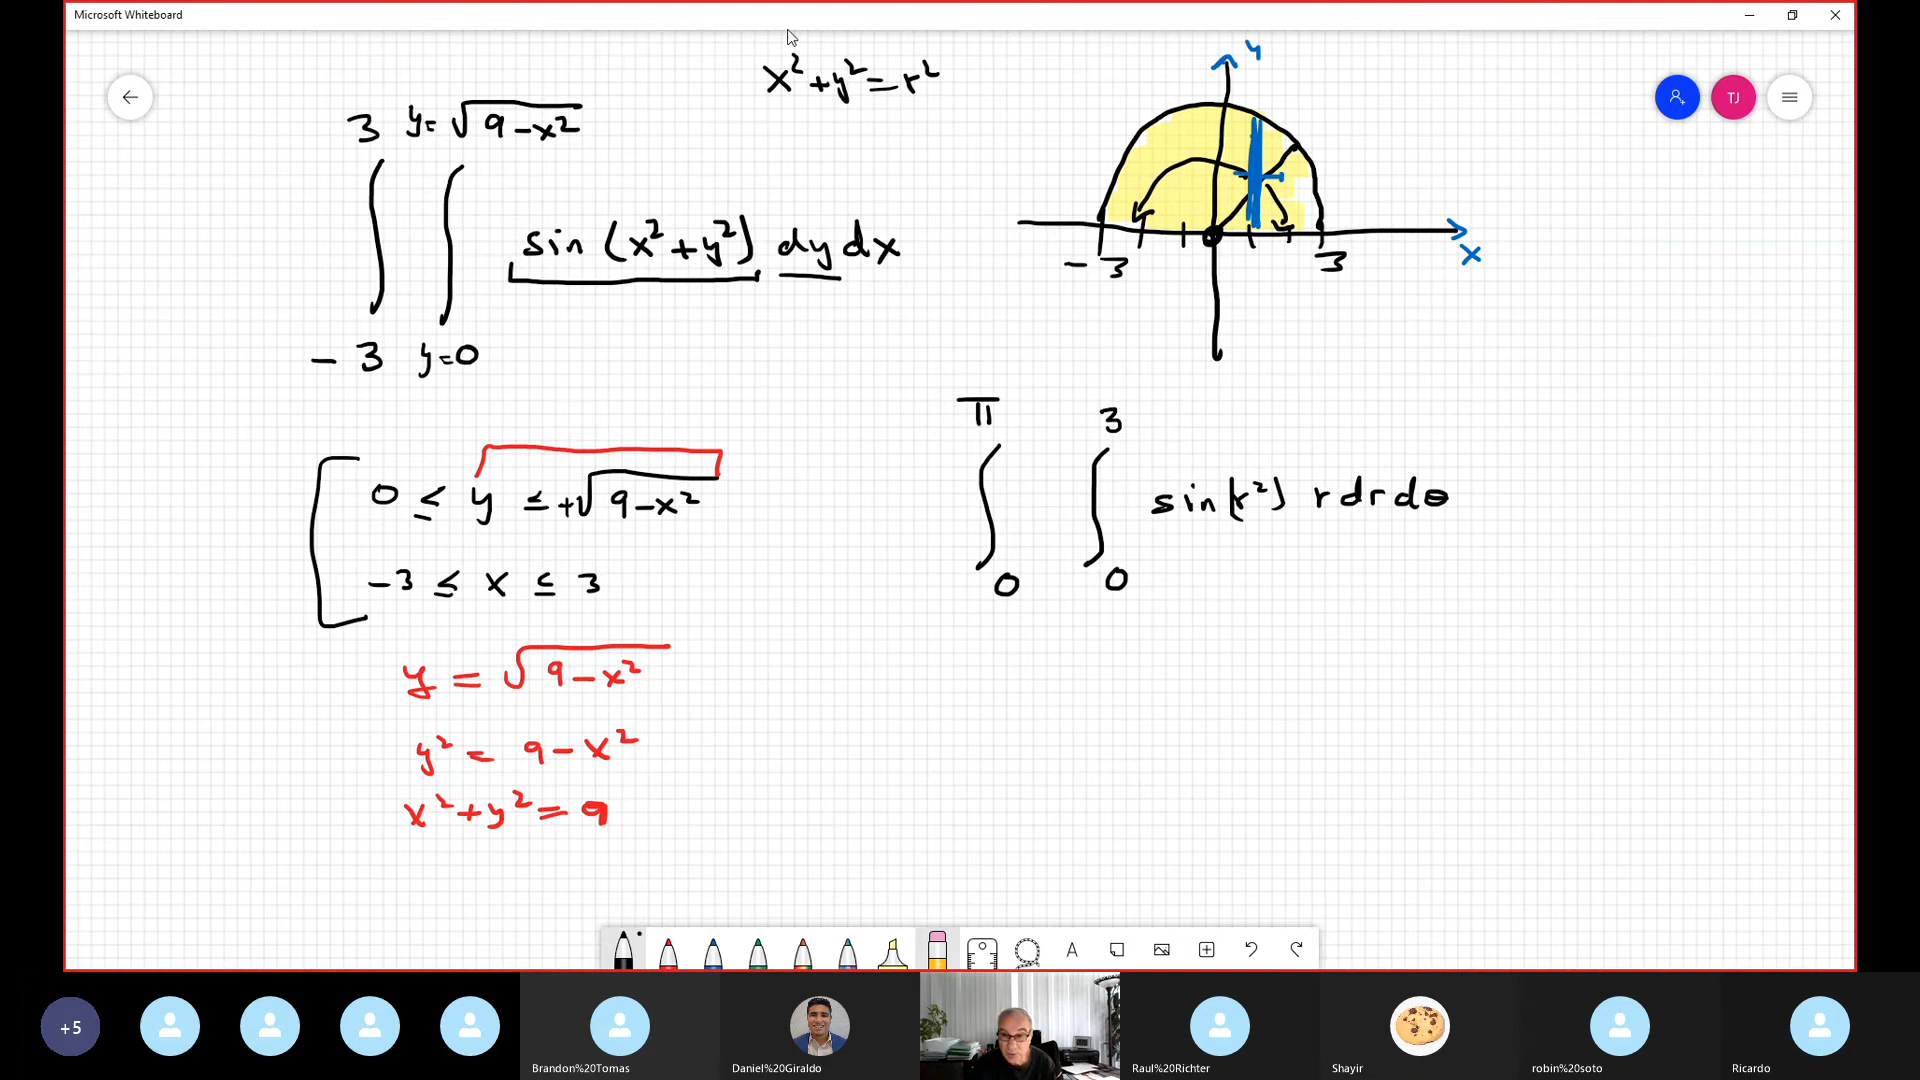 Microsoft Whiteboard
x² + y² = r²
3 y = √(9 - x²)
∫ ∫ sin (x² + y²) dy dx
- 3 y = 0
y
x
- 3 3
TJ
0 ≤ y ≤ +√(9 - x²)
-3 ≤ x ≤ 3
y = √(9 - x²)
y² = 9 - x²
x² + y² = 9
π 3
∫ ∫ sin(r²) r dr dθ
0 0
A
+5
Brandon%20Tomas
Daniel%20Giraldo
Raul%20Richter
Shayir
robin%20soto
Ricardo